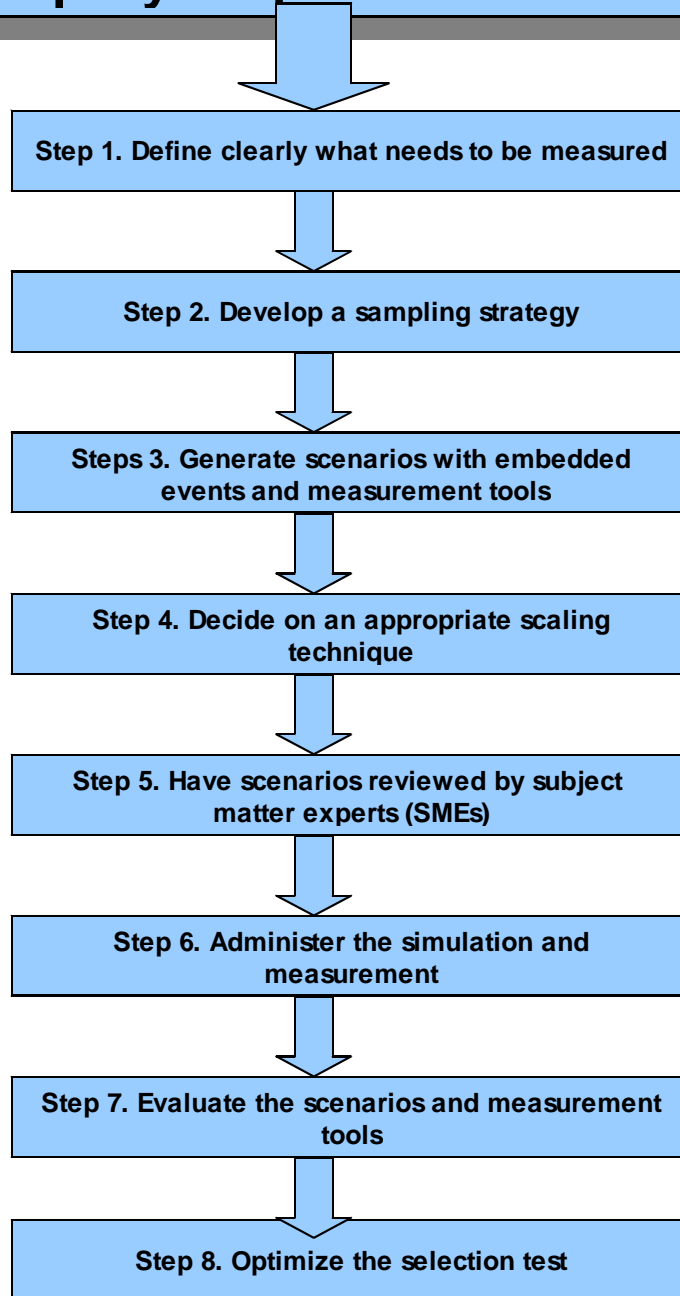 Step 1. Define clearly what needs to be measured
Step 2. Develop a sampling strategy
Steps 3. Generate scenarios with embedded
events and measurement tools
Step 4. Decide on an appropriate scaling
technique
Step 5. Have scenarios reviewed by subject
matter experts (SMEs)
Step 6. Administer the simulation and
measurement
Step 7. Evaluate the scenarios and measurement
tools
Step 8. Optimize the selection test